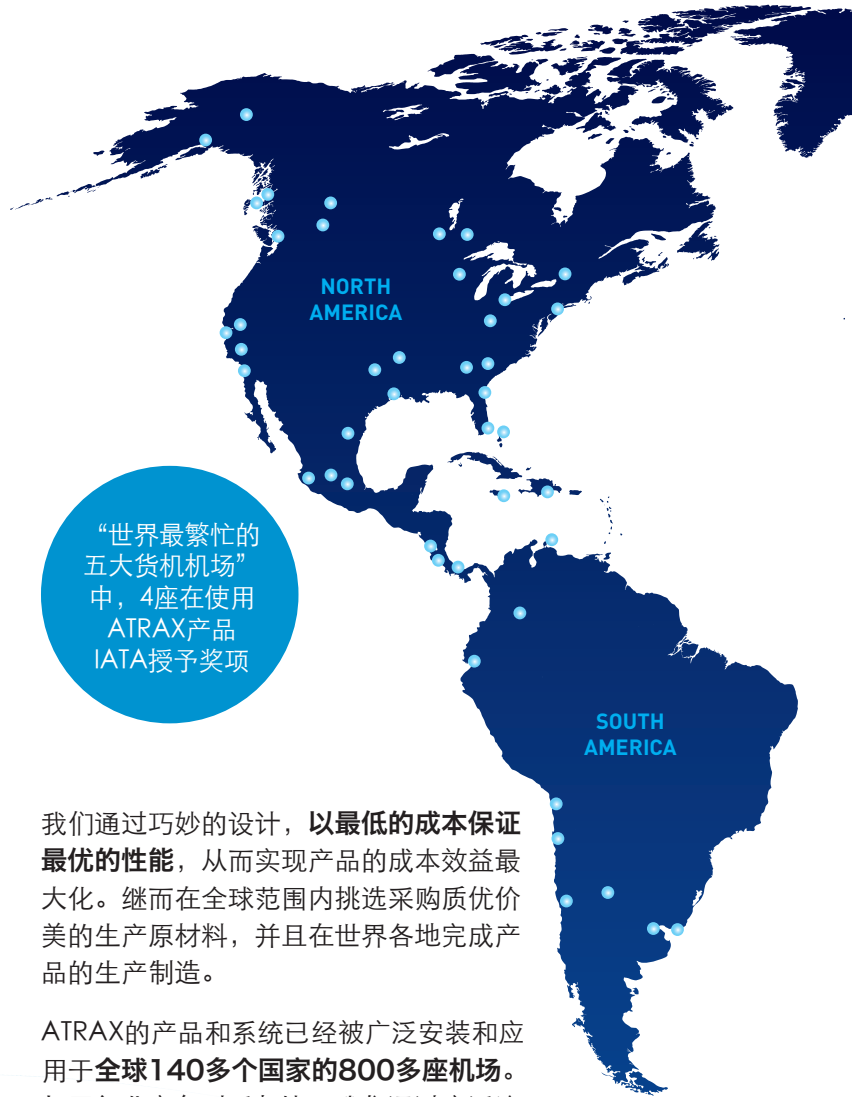 NORTH
AMERICA
“世界最繁忙的
五大货机机场”
中，4座在使用
ATRAX产品
IATA授予奖项
SOUTH
AMERICA
我们通过巧妙的设计，以最低的成本保证
最优的性能，从而实现产品的成本效益最
大化。继而在全球范围内挑选采购质优价
美的生产原材料，并且在世界各地完成产
品的生产制造。
ATRAX的产品和系统已经被广泛安装和应
用于全球140多个国家的800多座机场。